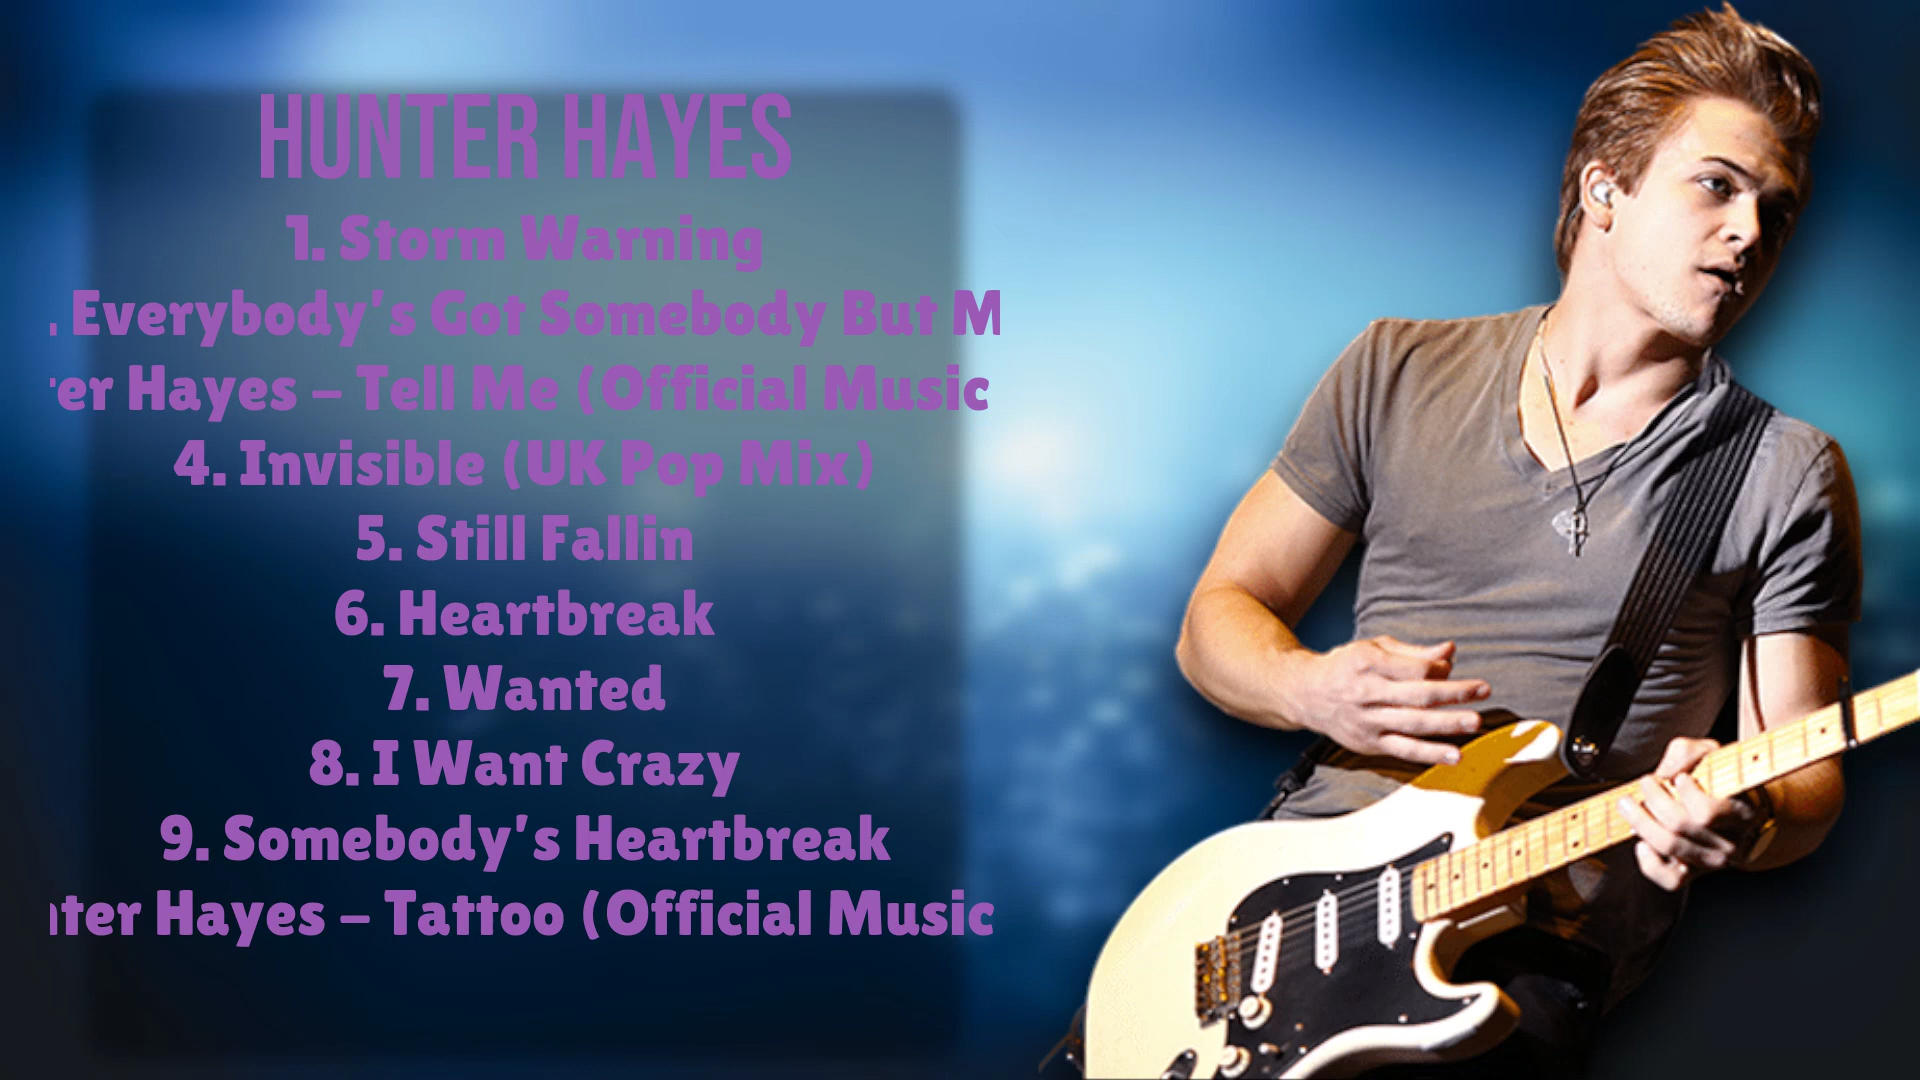 HUNTER HAYES
1. Storm Warning
. Everybody's Got Somebody But M
er Hayes – Tell Me (Official Music
4. Invisible (UK Pop Mix)
5. Still Fallin
6. Heartbreak
7. Wanted
8. I Want Crazy
9. Somebody's Heartbreak
ter Hayes – Tattoo (Official Music